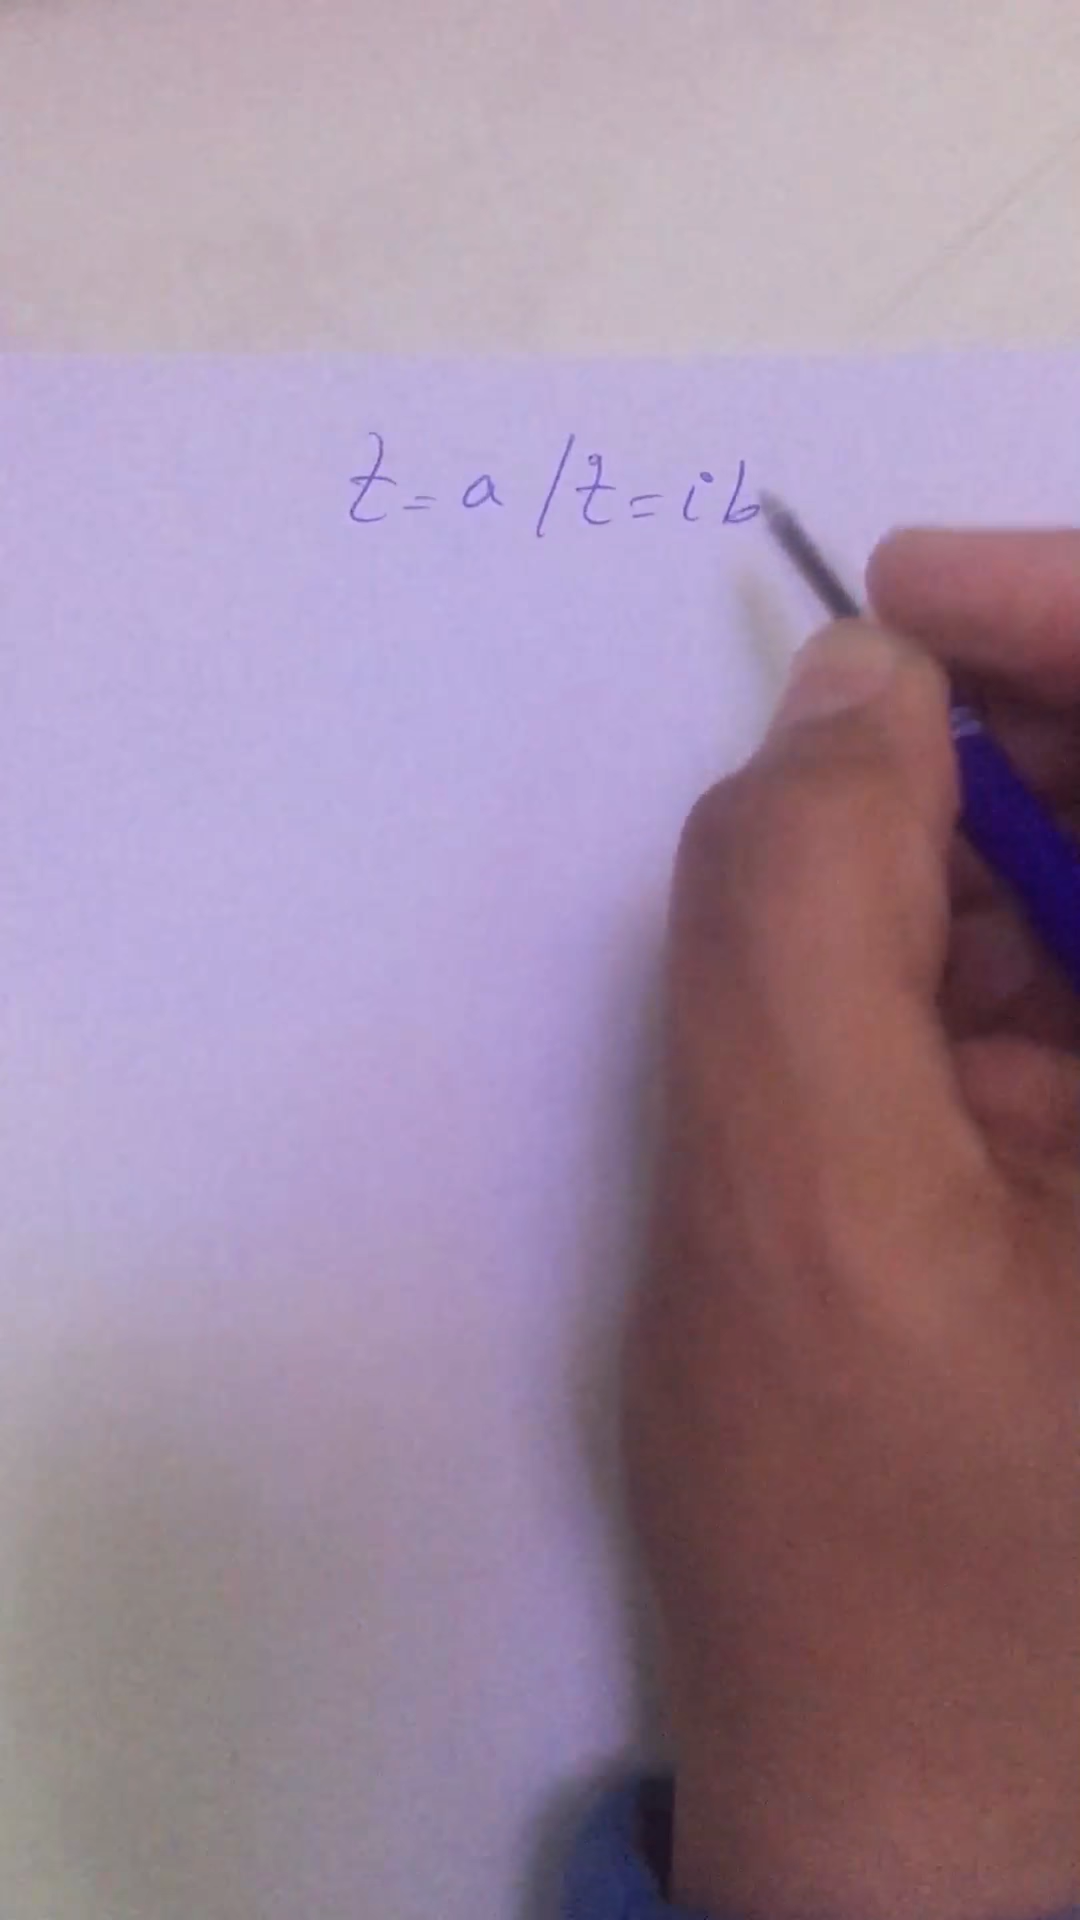 z = a / z = ib